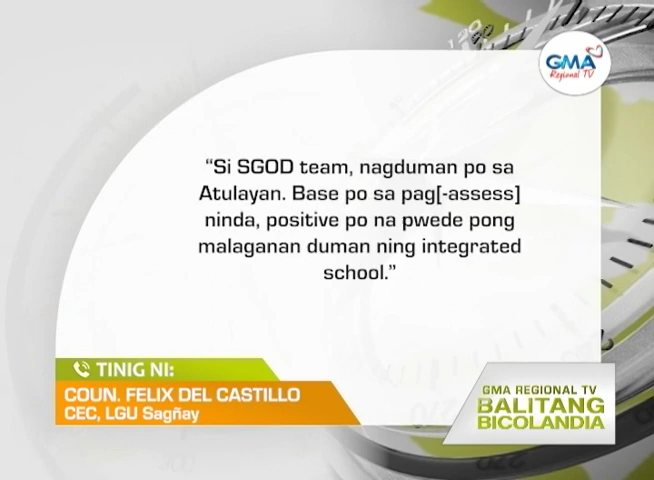 GMA
Regional TV
“Si SGOD team, nagduman po sa
Atulayan. Base po sa pag[-assess]
ninda, positive po na pwede pong
malaganan duman ning integrated
school.”
TINIG NI:
COUN. FELIX DEL CASTILLO
CEC, LGU Sagñay
GMA REGIONAL TV
BALITANG
BICOLANDIA